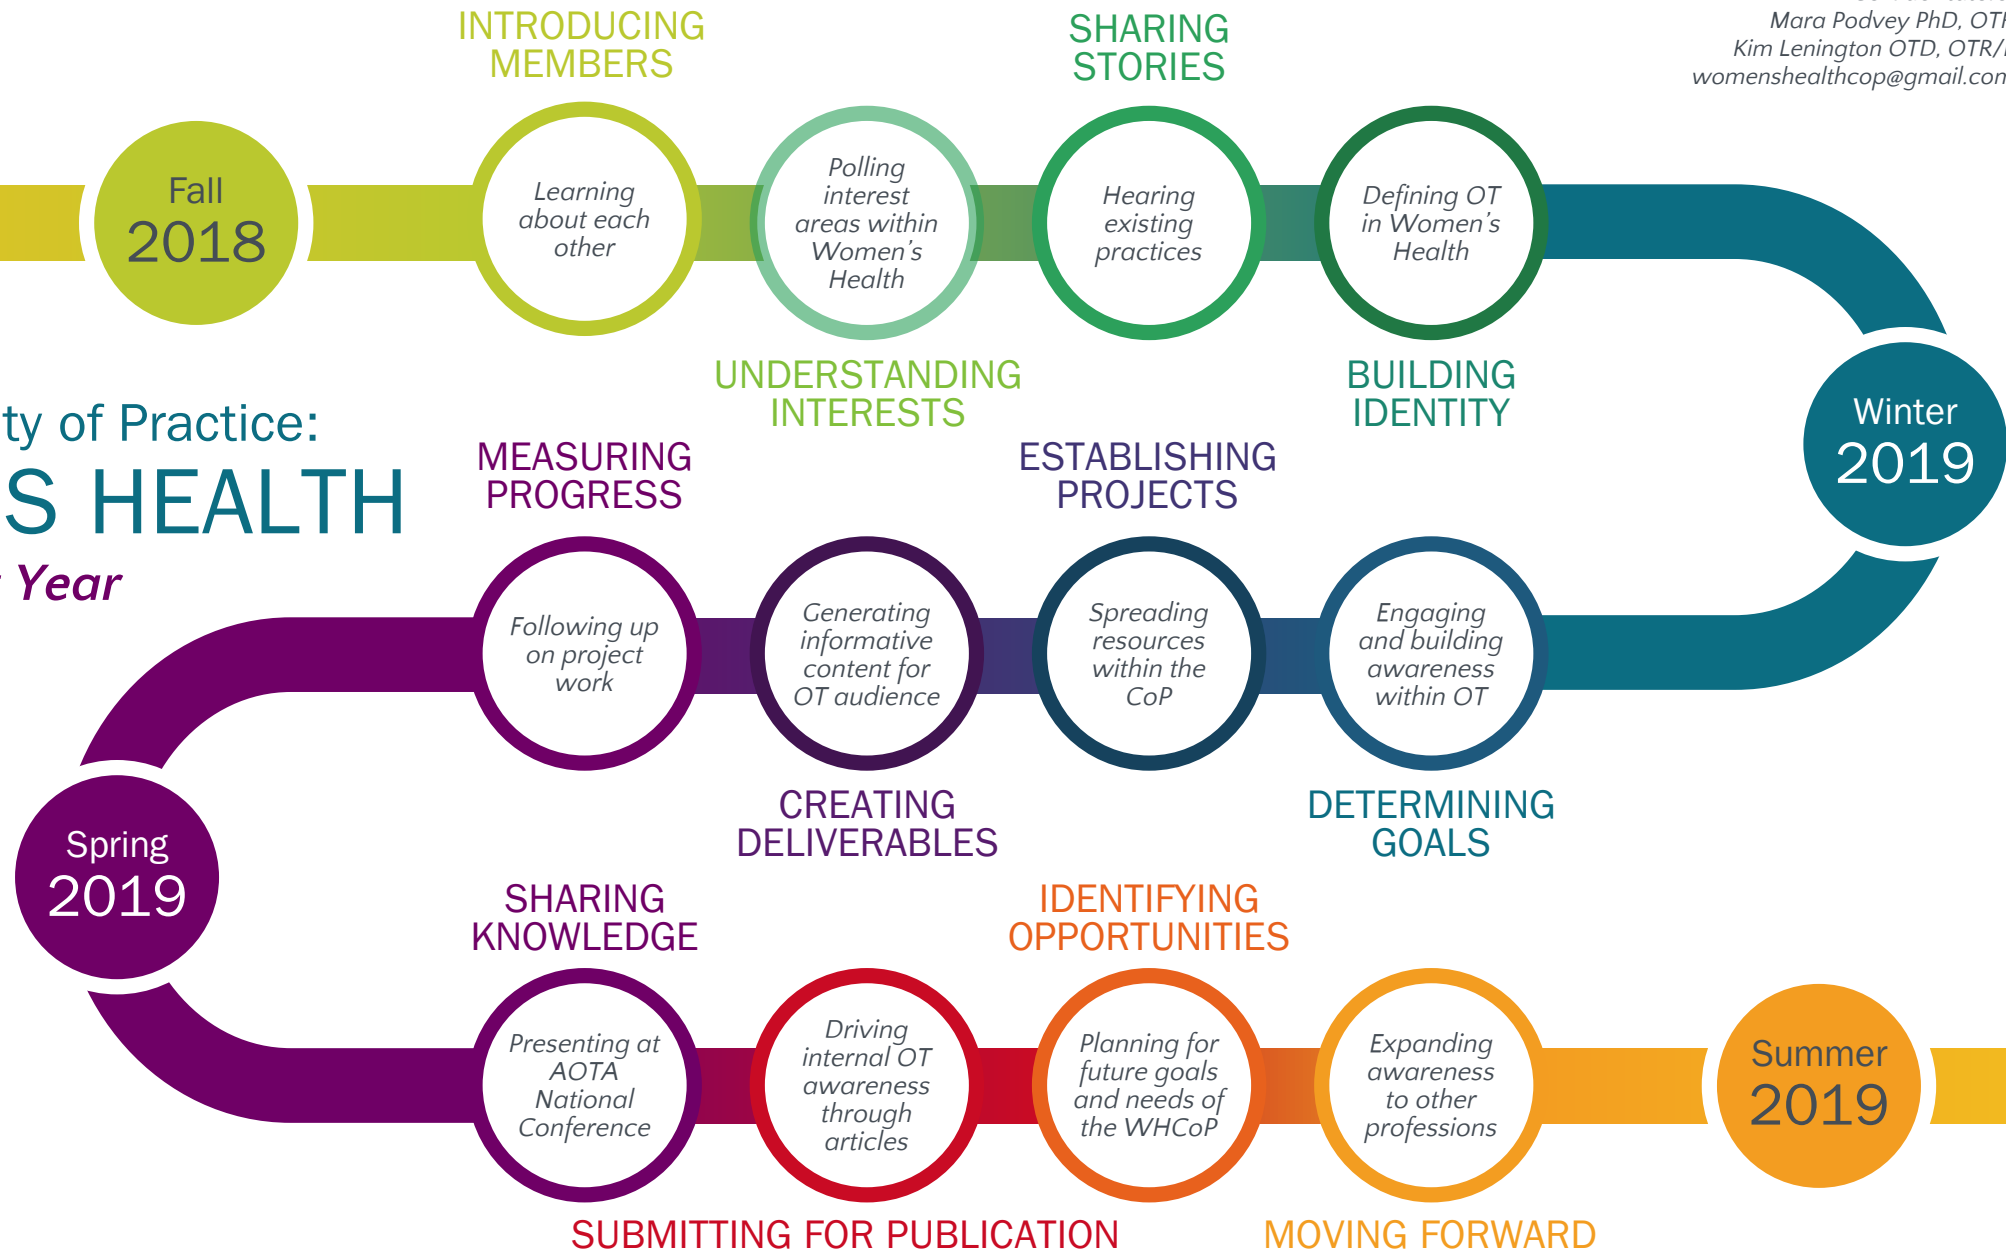 Mara Podvey PhD, OTR
Kim Lenington OTD, OTR/L
womenshealthcop@gmail.com
INTRODUCING
MEMBERS
SHARING
STORIES
Fall
2018
Learning
about each
other
Polling
interest
areas within
Women's
Health
Hearing
existing
practices
Defining OT
in Women's
Health
UNDERSTANDING
INTERESTS
BUILDING
IDENTITY
Winter
2019
ty of Practice:
S HEALTH
Year
MEASURING
PROGRESS
ESTABLISHING
PROJECTS
Following up
on project
work
Generating
informative
content for
OT audience
Spreading
resources
within the
CoP
Engaging
and building
awareness
within OT
CREATING
DELIVERABLES
DETERMINING
GOALS
Spring
2019
SHARING
KNOWLEDGE
IDENTIFYING
OPPORTUNITIES
Presenting at
AOTA
National
Conference
Driving
internal OT
awareness
through
articles
Planning for
future goals
and needs of
the WHCoP
Expanding
awareness
to other
professions
Summer
2019
SUBMITTING FOR PUBLICATION
MOVING FORWARD